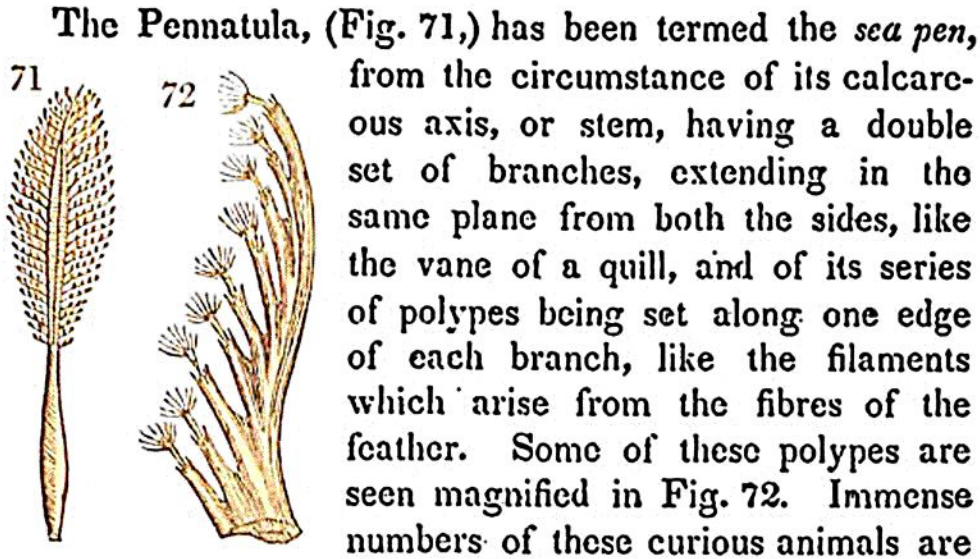 The Pennatula, (Fig. 71,) has been termed the sea pen,
71
72
from the circumstance of its calcare-
ous axis, or stem, having a double
set of branches, extending in the
same plane from both the sides, like
the vane of a quill, and of its series
of polypes being set along one edge
of each branch, like the filaments
which arise from the fibres of the
feather. Some of these polypes are
seen magnified in Fig. 72. Immense
numbers of these curious animals are